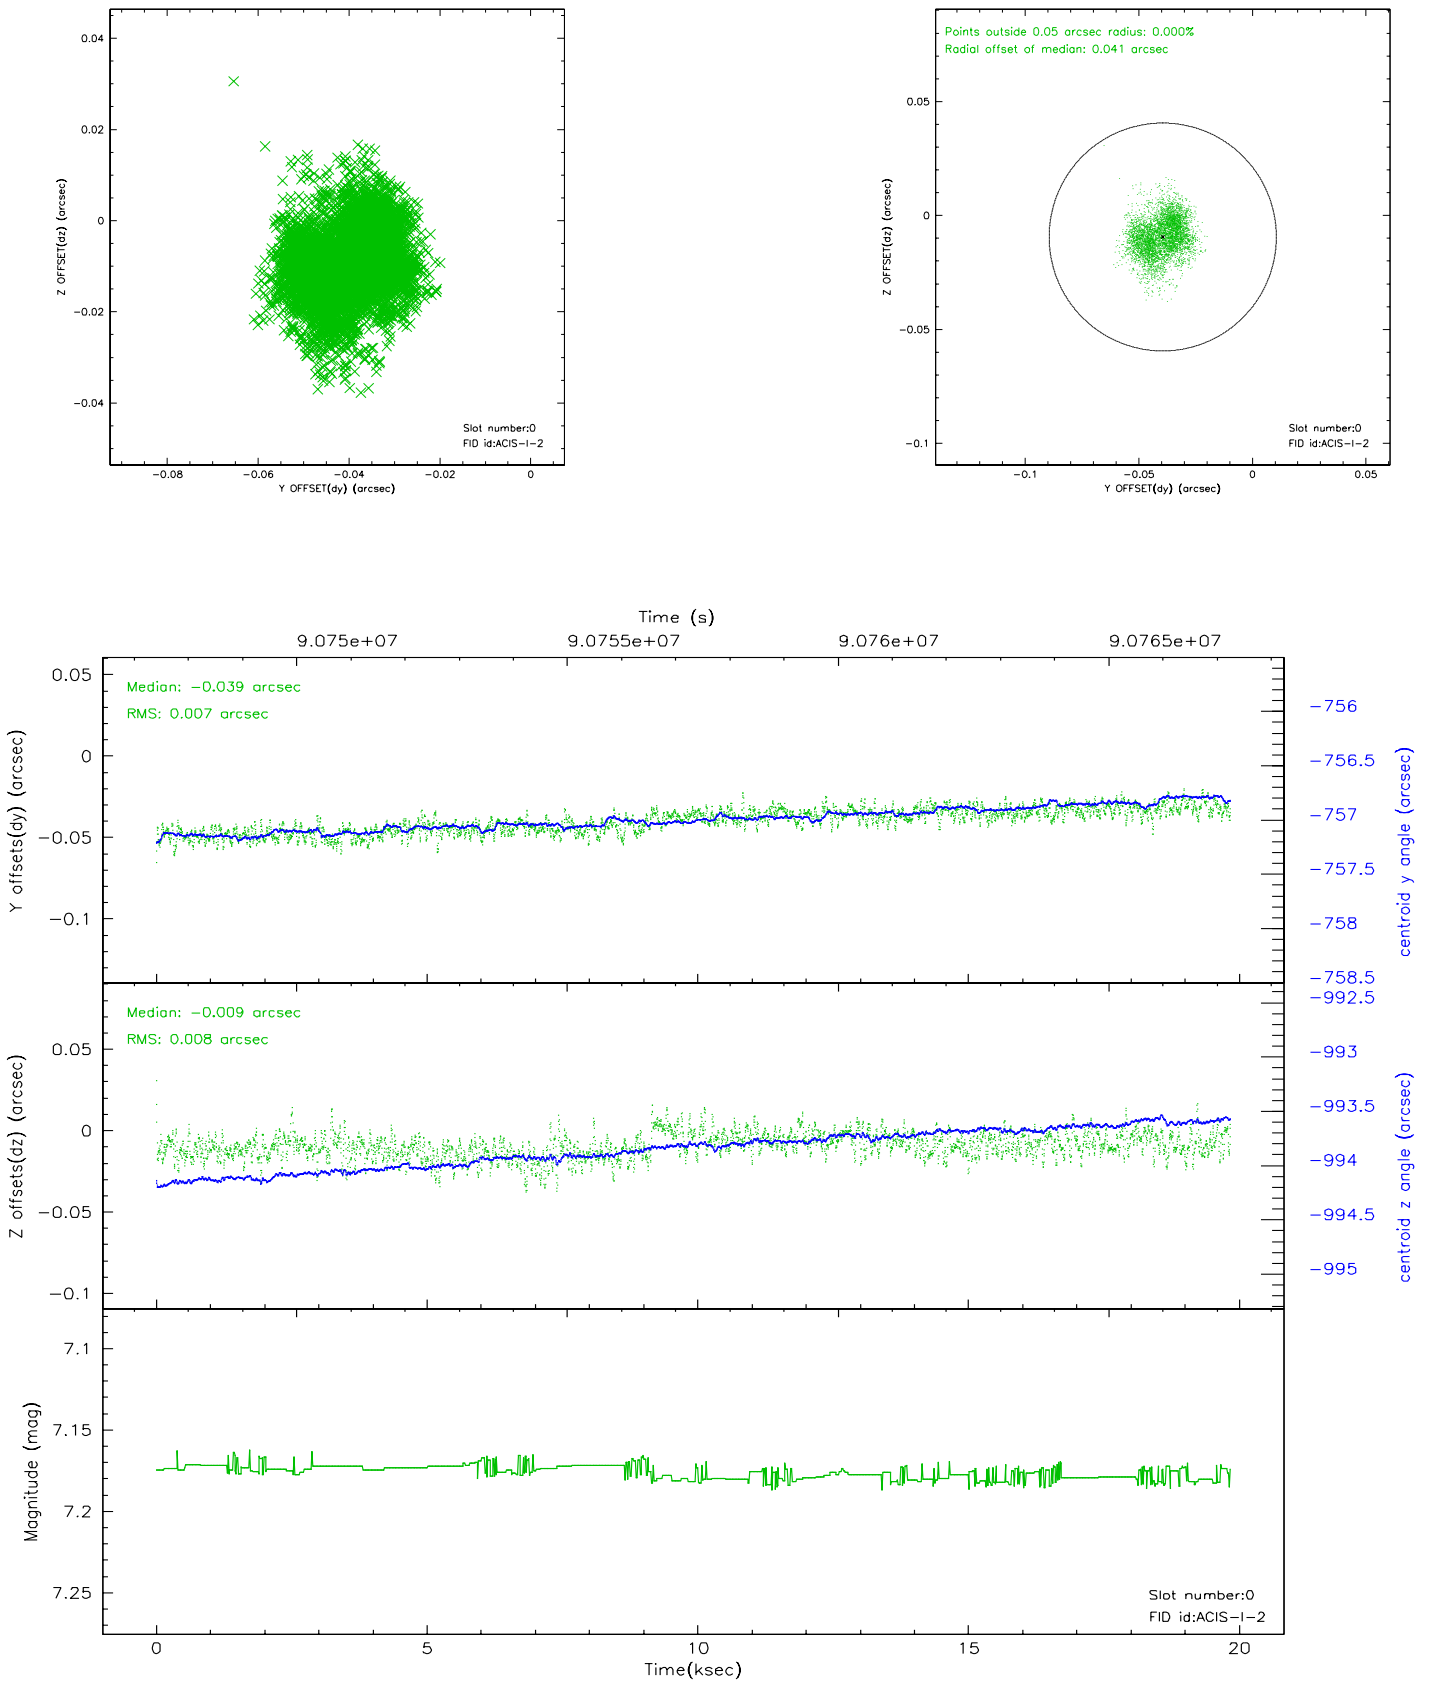 0.04
0.02
0
−0.02
−0.04
Z OFFSET(dz) (arcsec)
Slot number:0
FID id:ACIS−I−2
−0.08
−0.06
−0.04
−0.02
0
Y OFFSET(dy) (arcsec)
Points outside 0.05 arcsec radius: 0.000%
Radial offset of median: 0.041 arcsec
0.05
0
−0.05
−0.1
Z OFFSET(dz) (arcsec)
Slot number:0
FID id:ACIS−I−2
−0.1
−0.05
0
0.05
Y OFFSET(dy) (arcsec)
Time (s)
9.075e+07
9.0755e+07
9.076e+07
9.0765e+07
Median: −0.039 arcsec
RMS: 0.007 arcsec
0.05
0
−0.05
−0.1
Y offsets(dy) (arcsec)
−756
−756.5
−757
−757.5
−758
−758.5
centroid y angle (arcsec)
Median: −0.009 arcsec
RMS: 0.008 arcsec
0.05
0
−0.05
−0.1
Z offsets(dz) (arcsec)
−992.5
−993
−993.5
−994
−994.5
−995
centroid z angle (arcsec)
7.1
7.15
7.2
7.25
Magnitude (mag)
Slot number:0
FID id:ACIS−I−2
0
5
10
15
20
Time(ksec)